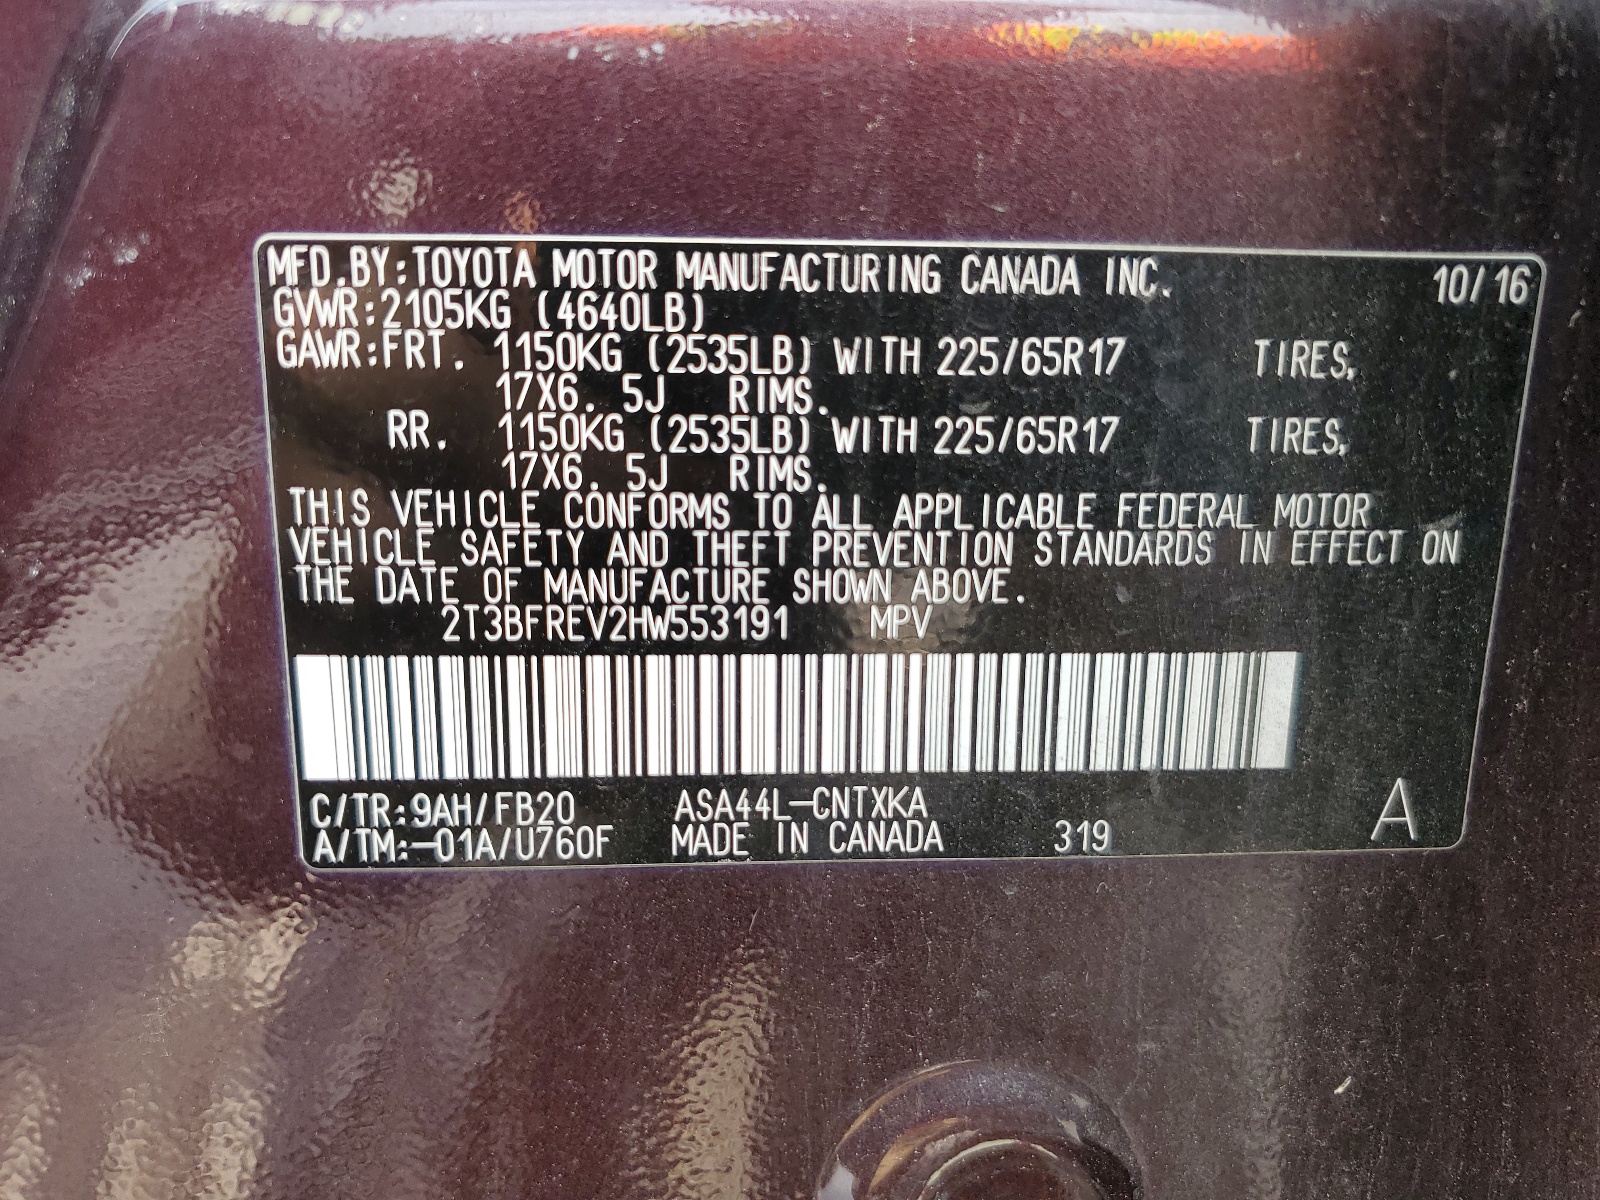 MFD.BY:TOYOTA MOTOR MANUFACTURING CANADA INC. 10/16
GVWR:2105KG (4640LB)
GAWR:FRT. 1150KG (2535LB) WITH 225/65R17 TIRES,
17X6.5J RIMS.
RR. 1150KG (2535LB) WITH 225/65R17 TIRES,
17X6.5J RIMS.
THIS VEHICLE CONFORMS TO ALL APPLICABLE FEDERAL MOTOR
VEHICLE SAFETY AND THEFT PREVENTION STANDARDS IN EFFECT ON
THE DATE OF MANUFACTURE SHOWN ABOVE.
2T3BFREV2HW553191 MPV
C/TR:9AH/FB20 ASA44L-CNTXKA A
A/TM:-01A/U760F MADE IN CANADA 319